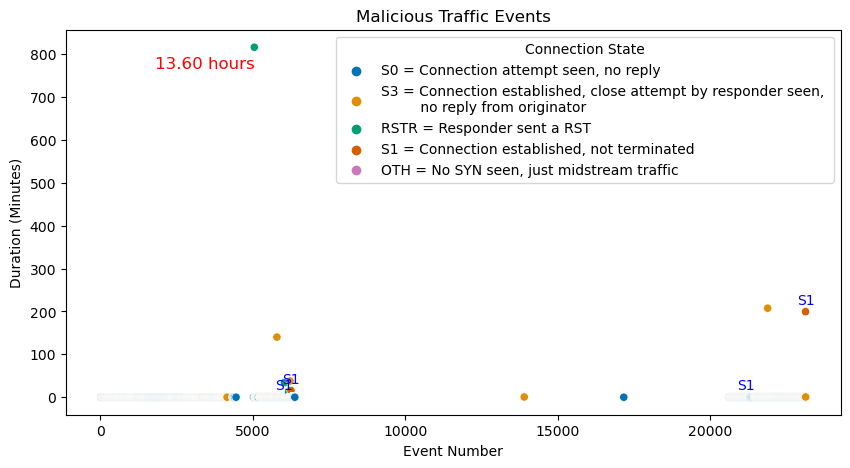 Malicious Traffic Events
13.60 hours
Connection State
S0 = Connection attempt seen, no reply
S3 = Connection established, close attempt by responder seen,
no reply from originator
RSTR = Responder sent a RST
S1 = Connection established, not terminated
OTH = No SYN seen, just midstream traffic
Duration (Minutes)
800
700
600
500
400
300
200
100
0
S1
S1
S1
S1
0
5000
10000
15000
20000
Event Number